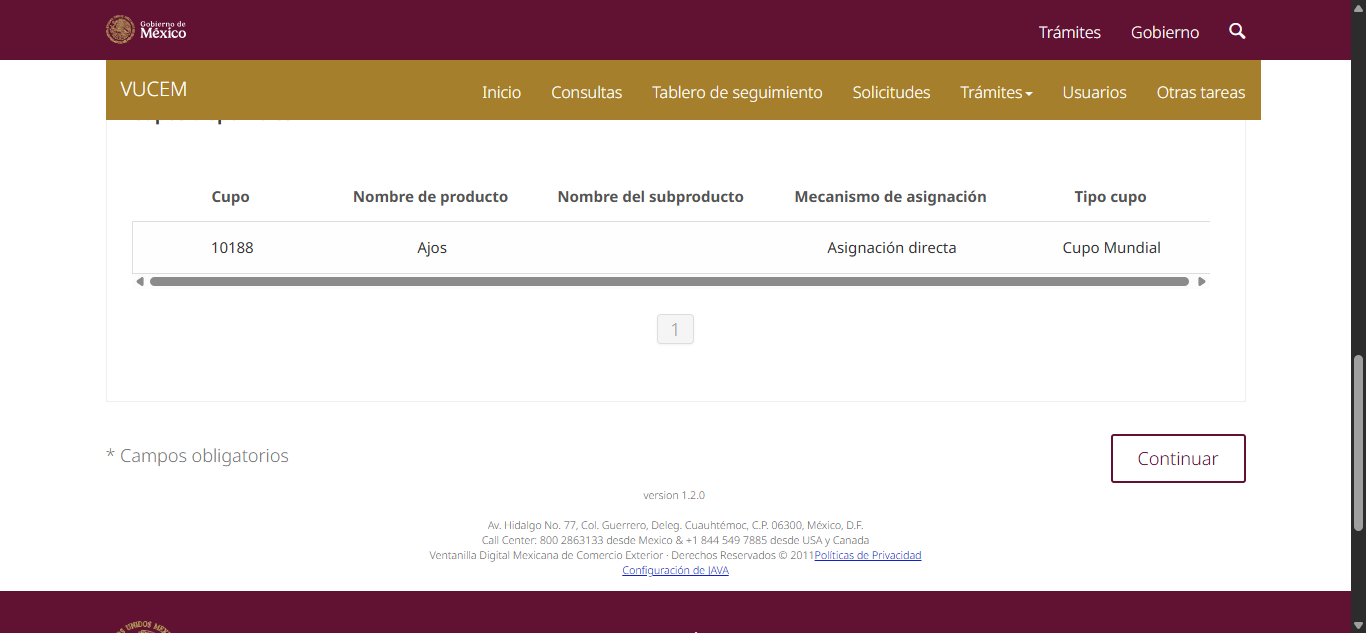 Gobierno de
México
Trámites Gobierno
VUCEM
Inicio Consultas Tablero de seguimiento Solicitudes Trámites Usuarios Otras tareas
Cupo Nombre de producto Nombre del subproducto Mecanismo de asignación Tipo cupo
10188 Ajos Asignación directa Cupo Mundial
1
* Campos obligatorios
Continuar
version 1.2.0
Av. Hidalgo No. 77, Col. Guerrero, Deleg. Cuauhtémoc, C.P. 06300, México, D.F.
Call Center: 800 2863133 desde Mexico & +1 844 549 7885 desde USA y Canada
Ventanilla Digital Mexicana de Comercio Exterior · Derechos Reservados © 2011Políticas de Privacidad
Configuración de JAVA